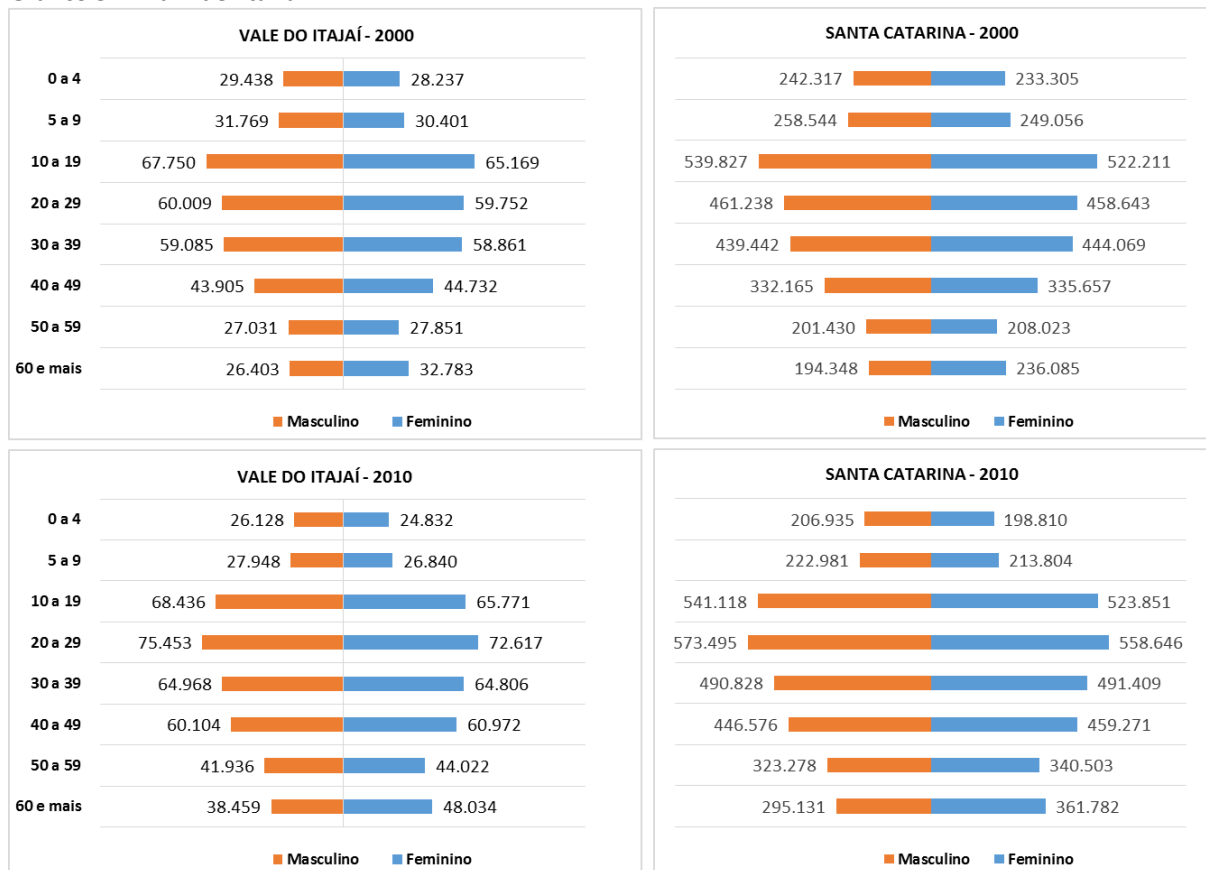 VALE DO ITAJAÍ - 2000
0 a 4 29.438 28.237
5 a 9 31.769 30.401
10 a 19 67.750 65.169
20 a 29 60.009 59.752
30 a 39 59.085 58.861
40 a 49 43.905 44.732
50 a 59 27.031 27.851
60 e mais 26.403 32.783
Masculino Feminino
SANTA CATARINA - 2000
242.317 233.305
258.544 249.056
539.827 522.211
461.238 458.643
439.442 444.069
332.165 335.657
201.430 208.023
194.348 236.085
Masculino Feminino
VALE DO ITAJAÍ - 2010
0 a 4 26.128 24.832
5 a 9 27.948 26.840
10 a 19 68.436 65.771
20 a 29 75.453 72.617
30 a 39 64.968 64.806
40 a 49 60.104 60.972
50 a 59 41.936 44.022
60 e mais 38.459 48.034
Masculino Feminino
SANTA CATARINA - 2010
206.935 198.810
222.981 213.804
541.118 523.851
573.495 558.646
490.828 491.409
446.576 459.271
323.278 340.503
295.131 361.782
Masculino Feminino